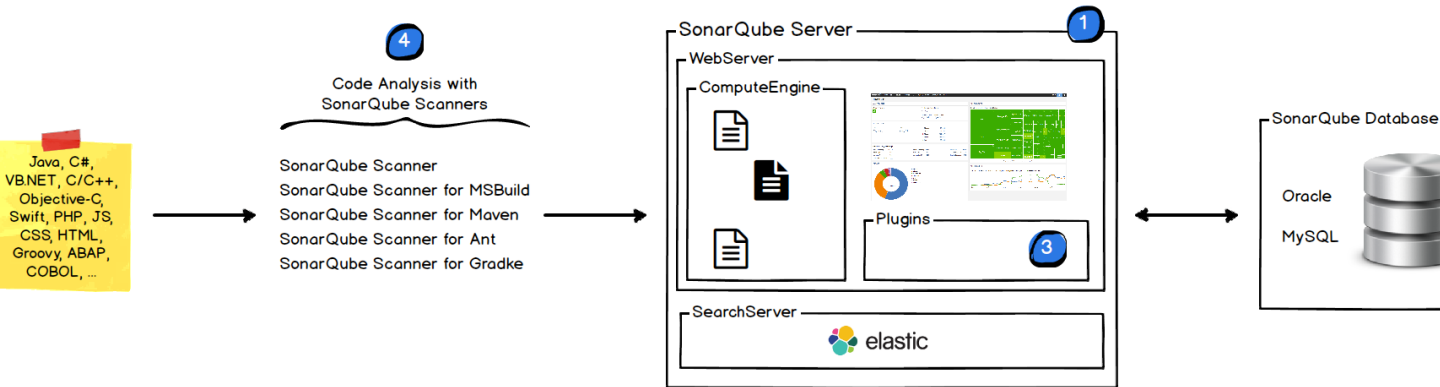 Java, C#,
VB.NET, C/C++,
Objective-C,
Swift, PHP, JS,
CSS, HTML,
Groovy, ABAP,
COBOL, ...
4
Code Analysis with
SonarQube Scanners
SonarQube Scanner
SonarQube Scanner for MSBuild
SonarQube Scanner for Maven
SonarQube Scanner for Ant
SonarQube Scanner for Gradke
SonarQube Server
1
WebServer
ComputeEngine
Plugins
3
SearchServer
elastic
SonarQube Database
Oracle
MySQL